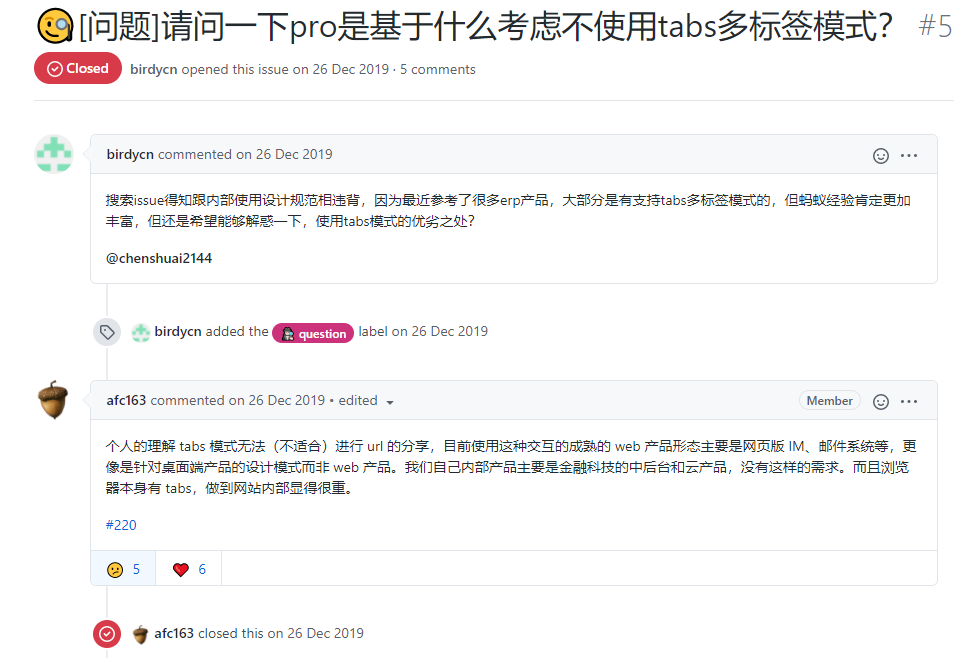 [问题]请问一下pro是基于什么考虑不使用tabs多标签模式？ #5
Closed birdycn opened this issue on 26 Dec 2019 · 5 comments
birdycn commented on 26 Dec 2019
搜索issue得知跟内部使用设计规范相违背，因为最近参考了很多erp产品，大部分是有支持tabs多标签模式的，但蚂蚁经验肯定更加
丰富，但还是希望能够解惑一下，使用tabs模式的优劣之处?
@chenshuai2144
birdycn added the question label on 26 Dec 2019
afc163 commented on 26 Dec 2019 • edited
Member
个人的理解 tabs 模式无法（不适合）进行 url 的分享，目前使用这种交互的成熟的 web 产品形态主要是网页版 IM、邮件系统等，更
像是针对桌面端产品的设计模式而非 web 产品。我们自己内部产品主要是金融科技的中后台和云产品，没有这样的需求。而且浏览
器本身有 tabs，做到网站内部显得很重。
#220
5 6
afc163 closed this on 26 Dec 2019